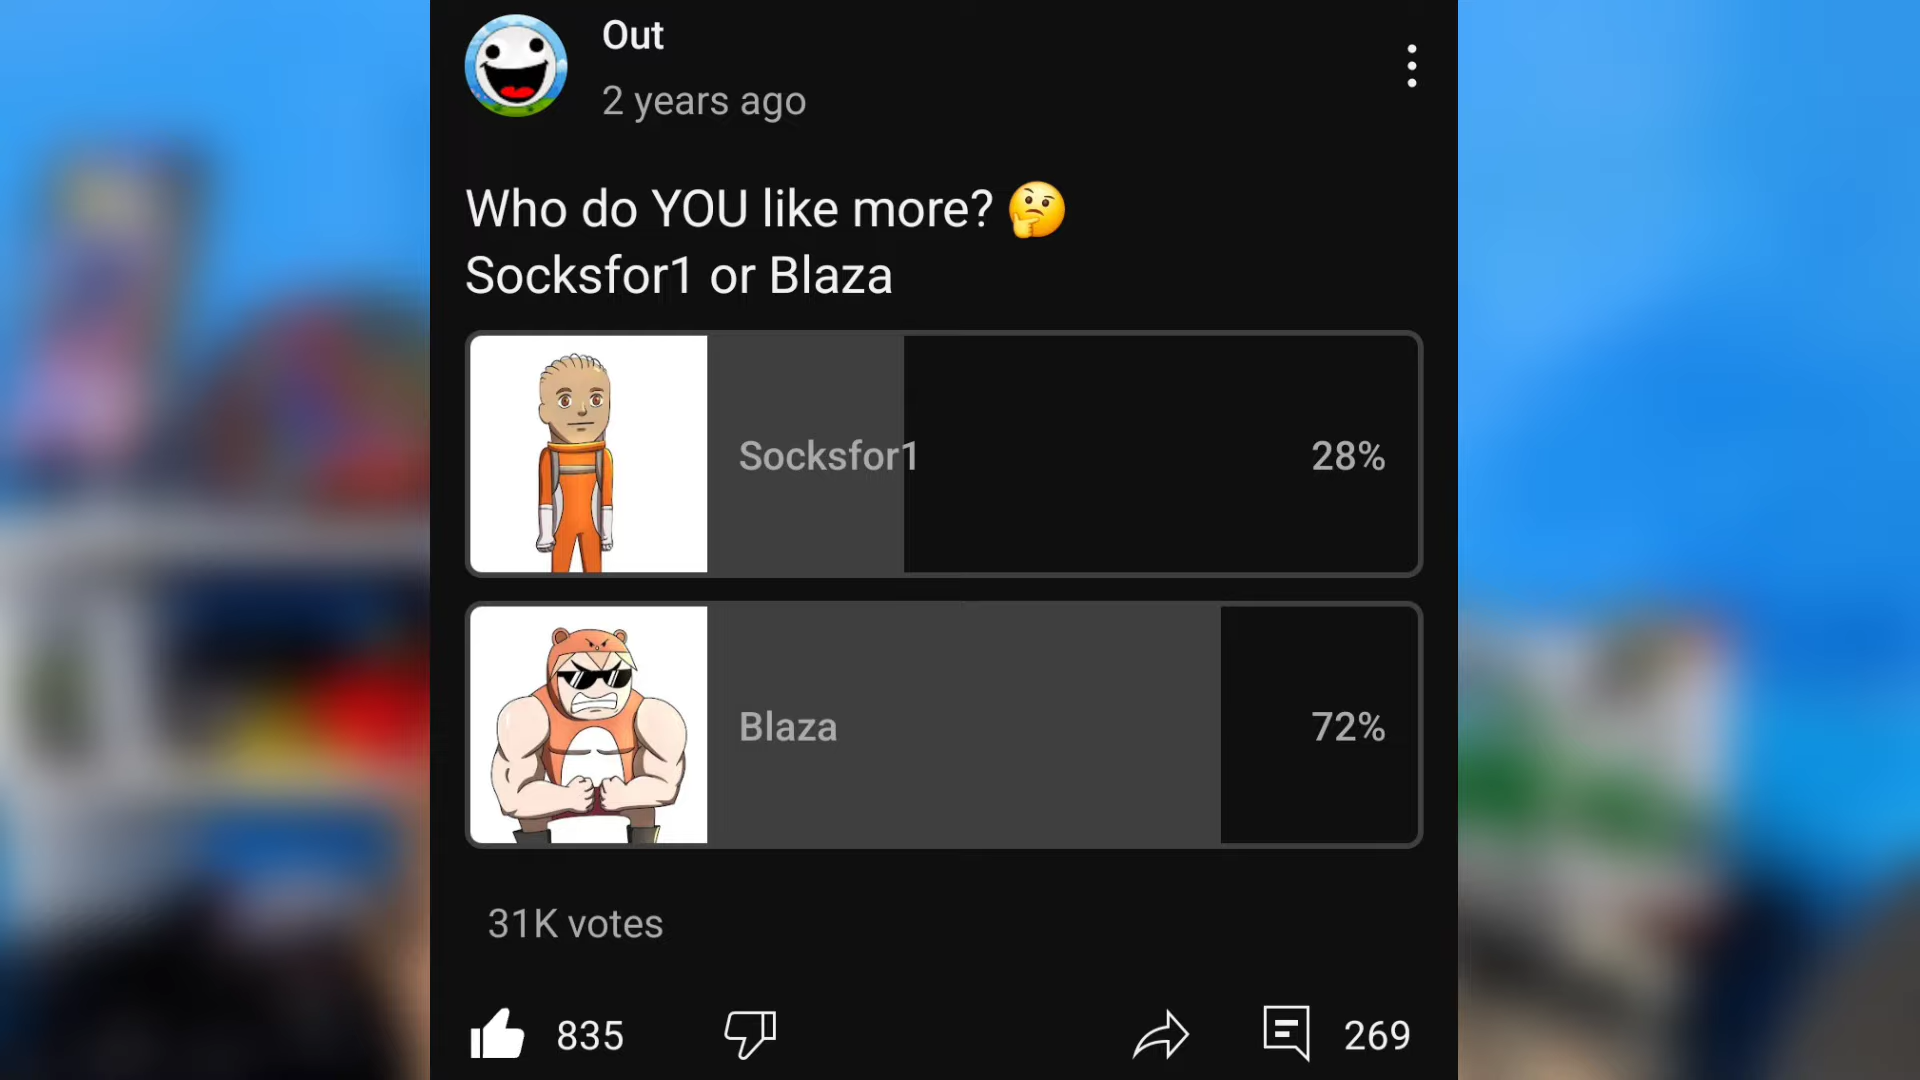 Out
2 years ago
Who do YOU like more? 🤔
Socksfor1 or Blaza
Socksfor1
28%
Blaza
72%
31K votes
835
269